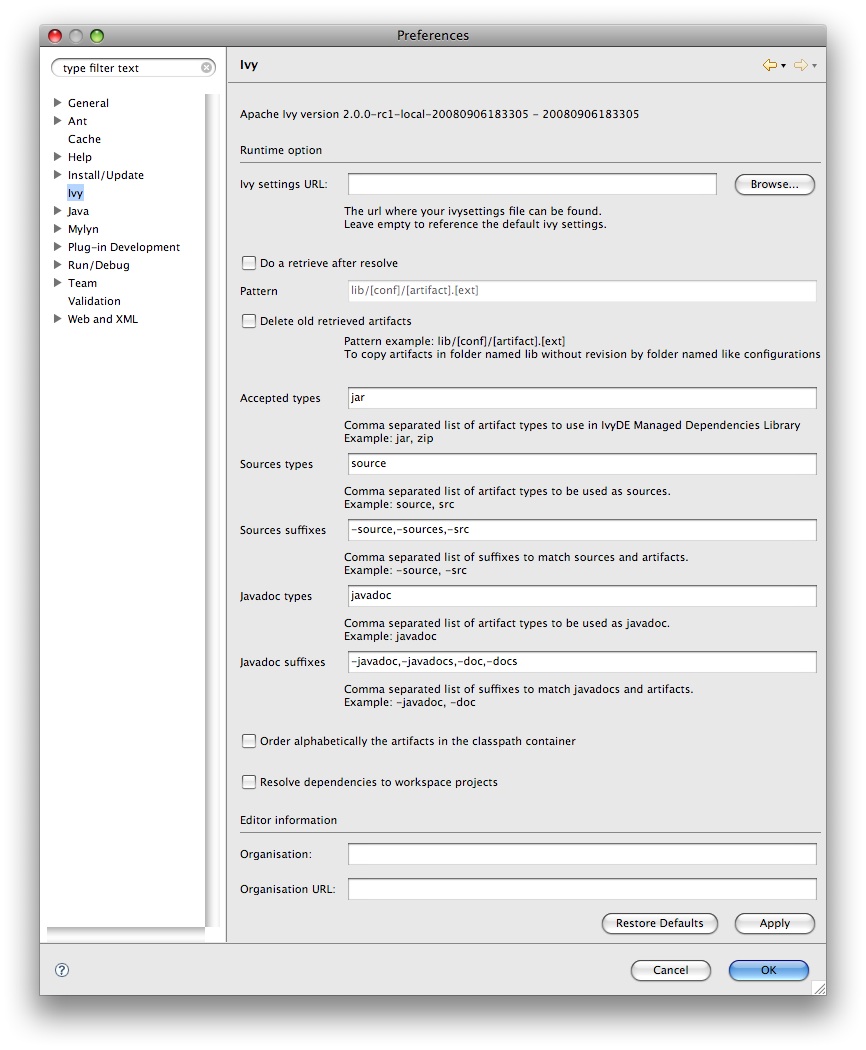 Preferences
type filter text
General
Ant
Cache
Help
Install/Update
Ivy
Java
Mylyn
Plug-in Development
Run/Debug
Team
Validation
Web and XML
Ivy
Apache Ivy version 2.0.0-rc1-local-20080906183305 - 20080906183305
Runtime option
Ivy settings URL:
Browse...
The url where your ivysettings file can be found.
Leave empty to reference the default ivy settings.
Do a retrieve after resolve
Pattern lib/[conf]/[artifact].[ext]
Delete old retrieved artifacts
Pattern example: lib/[conf]/[artifact].[ext]
To copy artifacts in folder named lib without revision by folder named like configurations
Accepted types jar
Comma separated list of artifact types to use in IvyDE Managed Dependencies Library
Example: jar, zip
Sources types source
Comma separated list of artifact types to be used as sources.
Example: source, src
Sources suffixes -source,-sources,-src
Comma separated list of suffixes to match sources and artifacts.
Example: -source, -src
Javadoc types javadoc
Comma separated list of artifact types to be used as javadoc.
Example: javadoc
Javadoc suffixes -javadoc,-javadocs,-doc,-docs
Comma separated list of suffixes to match javadocs and artifacts.
Example: -javadoc, -doc
Order alphabetically the artifacts in the classpath container
Resolve dependencies to workspace projects
Editor information
Organisation:
Organisation URL:
Restore Defaults Apply
? Cancel OK